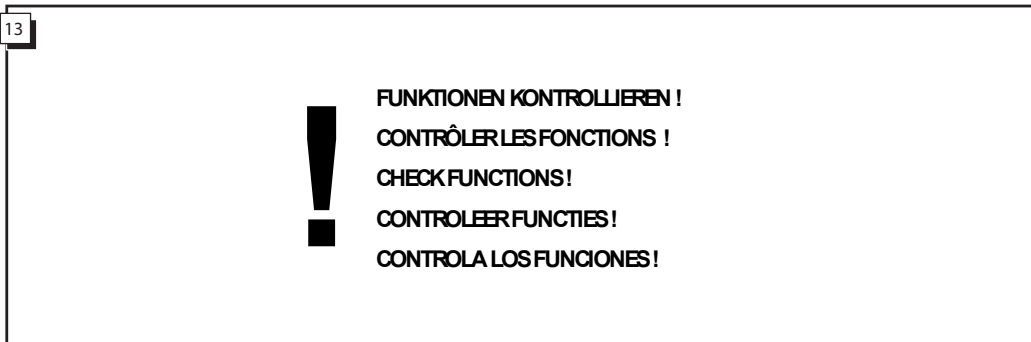 13
!
FUNKTIONEN KONTROLLIEREN !
CONTRÔLER LES FONCTIONS !
CHECK FUNCTIONS !
CONTROLEER FUNCTIES !
CONTROLA LOS FUNCIONES !